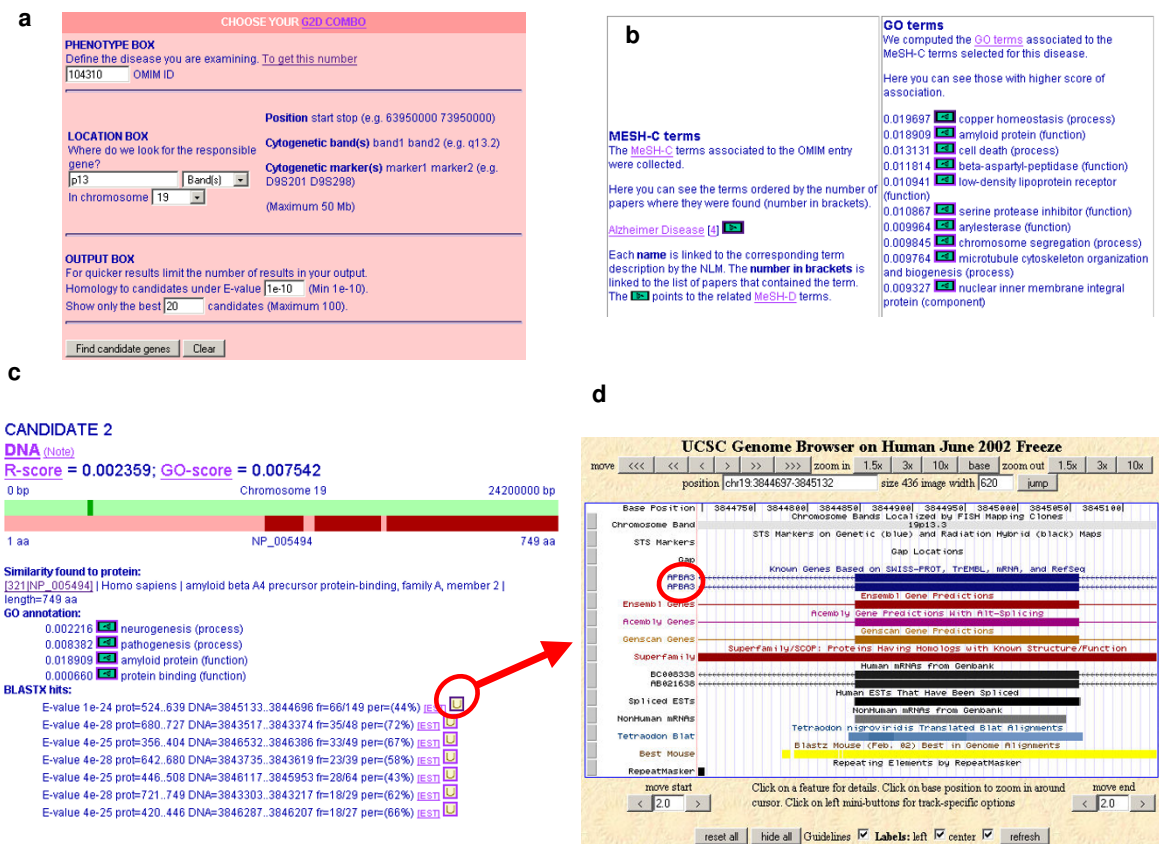 a
CHOOSE YOUR G2D COMBO
PHENOTYPE BOX
Define the disease you are examining. To get this number
104310 OMIM ID
LOCATION BOX
Where do we look for the responsible
gene?
p13 Band(s)
In chromosome 19
Position start stop (e.g. 63950000 73950000)
Cytogenetic band(s) band1 band2 (e.g. q13.2)
Cytogenetic marker(s) marker1 marker2 (e.g.
D9S201 D9S298)
(Maximum 50 Mb)
OUTPUT BOX
For quicker results limit the number of results in your output.
Homology to candidates under E-value 1e-10 (Min 1e-10).
Show only the best 20 candidates (Maximum 100).
Find candidate genes Clear
b
MESH-C terms
The MeSH-C terms associated to the OMIM entry
were collected.
Here you can see the terms ordered by the number of
papers where they were found (number in brackets).
Alzheimer Disease [4]
Each name is linked to the corresponding term
description by the NLM. The number in brackets is
linked to the list of papers that contained the term.
The points to the related MeSH-D terms.
GO terms
We computed the GO terms associated to the
MeSH-C terms selected for this disease.
Here you can see those with higher score of
association.
0.019697 copper homeostasis (process)
0.018909 amyloid protein (function)
0.013131 cell death (process)
0.011814 beta-aspartyl-peptidase (function)
0.010941 low-density lipoprotein receptor
(function)
0.010867 serine protease inhibitor (function)
0.009964 arylesterase (function)
0.009845 chromosome segregation (process)
0.009764 microtubule cytoskeleton organization
and biogenesis (process)
0.009327 nuclear inner membrane integral
protein (component)
c
CANDIDATE 2
DNA (Note)
R-score = 0.002359; GO-score = 0.007542
0 bp Chromosome 19 24200000 bp
1 aa NP_005494 749 aa
Similarity found to protein:
[321|NP_005494] | Homo sapiens | amyloid beta A4 precursor protein-binding, family A, member 2 |
length=749 aa
GO annotation:
0.002216 neurogenesis (process)
0.008382 pathogenesis (process)
0.018909 amyloid protein (function)
0.000660 protein binding (function)
BLASTX hits:
E-value 1e-24 prot=524..639 DNA=3845133..3844696 fr=66/149 per=(44%) [EST] U
E-value 4e-28 prot=680..727 DNA=3843517..3843374 fr=35/48 per=(72%) [EST] U
E-value 4e-25 prot=356..404 DNA=3846532..3846386 fr=33/49 per=(67%) [EST] U
E-value 4e-28 prot=642..680 DNA=3843735..3843619 fr=23/39 per=(58%) [EST] U
E-value 4e-25 prot=446..508 DNA=3846117..3845953 fr=28/64 per=(43%) [EST] U
E-value 4e-28 prot=721..749 DNA=3843303..3843217 fr=18/29 per=(62%) [EST] U
E-value 4e-25 prot=420..446 DNA=3846287..3846207 fr=18/27 per=(66%) [EST] U
d
UCSC Genome Browser on Human June 2002 Freeze
move <<< << < > >> >>> zoom in 1.5x 3x 10x base zoom out 1.5x 3x 10x
position chr19:3844697-3845132 size 436 image width 620 jump
Base Position | 3844750| 3844800| 3844850| 3844900| 3844950| 3845000| 3845050| 3845100|
Chromosome Bands Localized by FISH Mapping Clones
Chromosome Band 19p13.3
STS Markers on Genetic (blue) and Radiation Hybrid (black) Maps
STS Markers
Gap Locations
Gap
Known Genes Based on SWISS-PROT, TrEMBL, mRNA, and RefSeq
APBA3
APBA3
Ensembl Gene Predictions
Ensembl Genes
Acembly Gene Predictions With Alt-Splicing
Acembly Genes
Genscan Gene Predictions
Genscan Genes
Superfamily/SCOP: Proteins Having Homologs with Known Structure/Function
Superfamily
Human mRNAs from Genbank
BC008338
AB021638
Human ESTs That Have Been Spliced
Spliced ESTs
NonHuman mRNAs from Genbank
NonHuman mRNAs
Tetraodon nigroviridis Translated Blat Alignments
Tetraodon Blat
Blastz Mouse (Feb. 02) Best in Genome Alignments
Best Mouse
Repeating Elements by RepeatMasker
RepeatMasker
move start
< 2.0 >
Click on a feature for details. Click on base position to zoom in around
cursor. Click on left mini-buttons for track-specific options
move end
< 2.0 >
reset all hide all Guidelines Labels: left center refresh